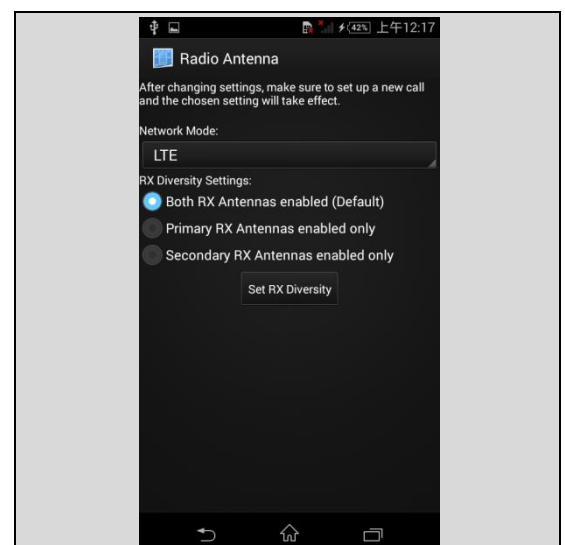 42% 上午12:17
Radio Antenna
After changing settings, make sure to set up a new call
and the chosen setting will take effect.
Network Mode:
LTE
RX Diversity Settings:
Both RX Antennas enabled (Default)
Primary RX Antennas enabled only
Secondary RX Antennas enabled only
Set RX Diversity